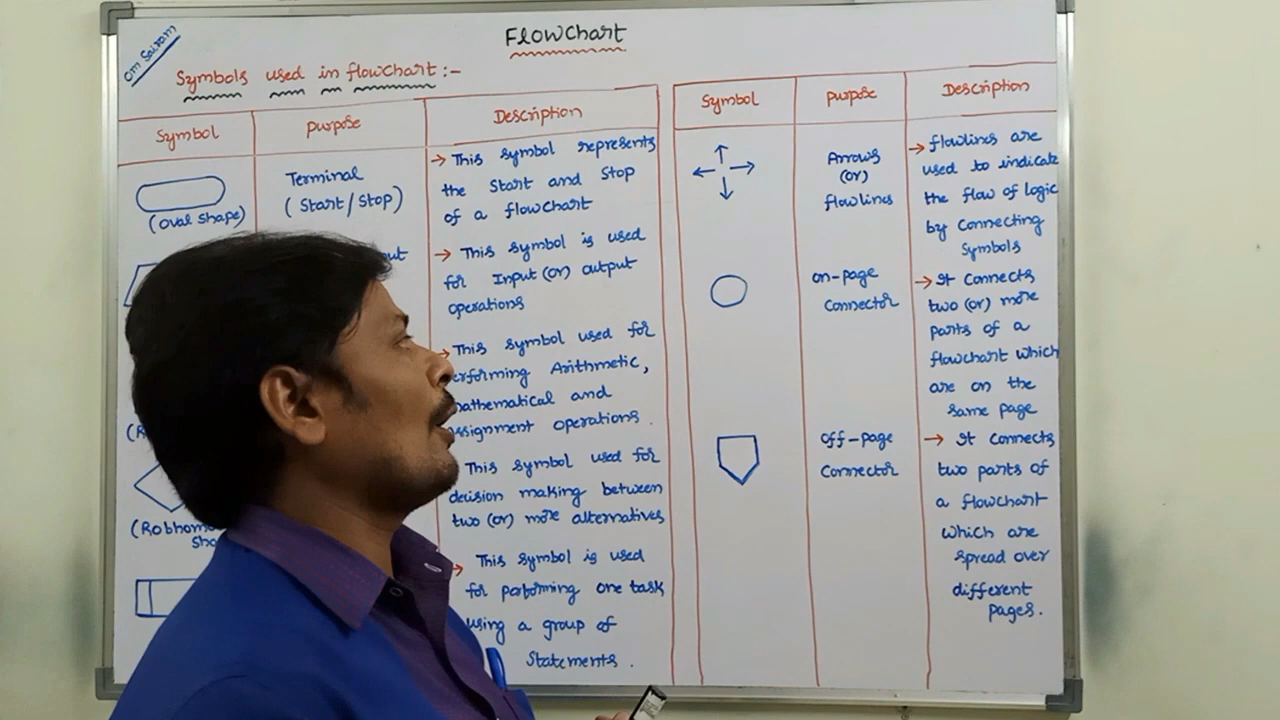 om Sairam
Flowchart
Symbols used in flowchart :-
Symbol
purpose
Description
(oval shape)
Terminal
(Start/Stop)
→ This symbol represents
the start and stop
of a flowchart
→ This symbol is used
for Input (or) output
operations
This symbol used for
Arithmetic,
and
operations.
This symbol used for
decision making between
two (or) more alternatives
→ This symbol is used
for performing one task
using a group of
statements.
Symbol
purpose
Description
Arrows
(or)
flowlines
→ flowlines are
used to indicate
the flow of logic
by connecting
symbols
on-page
connector
→ It connects
two (or) more
parts of a
flowchart which
are on the
same page
off-page
connector
→ It connects
two parts of
a flowchart
which are
spread over
different
pages.